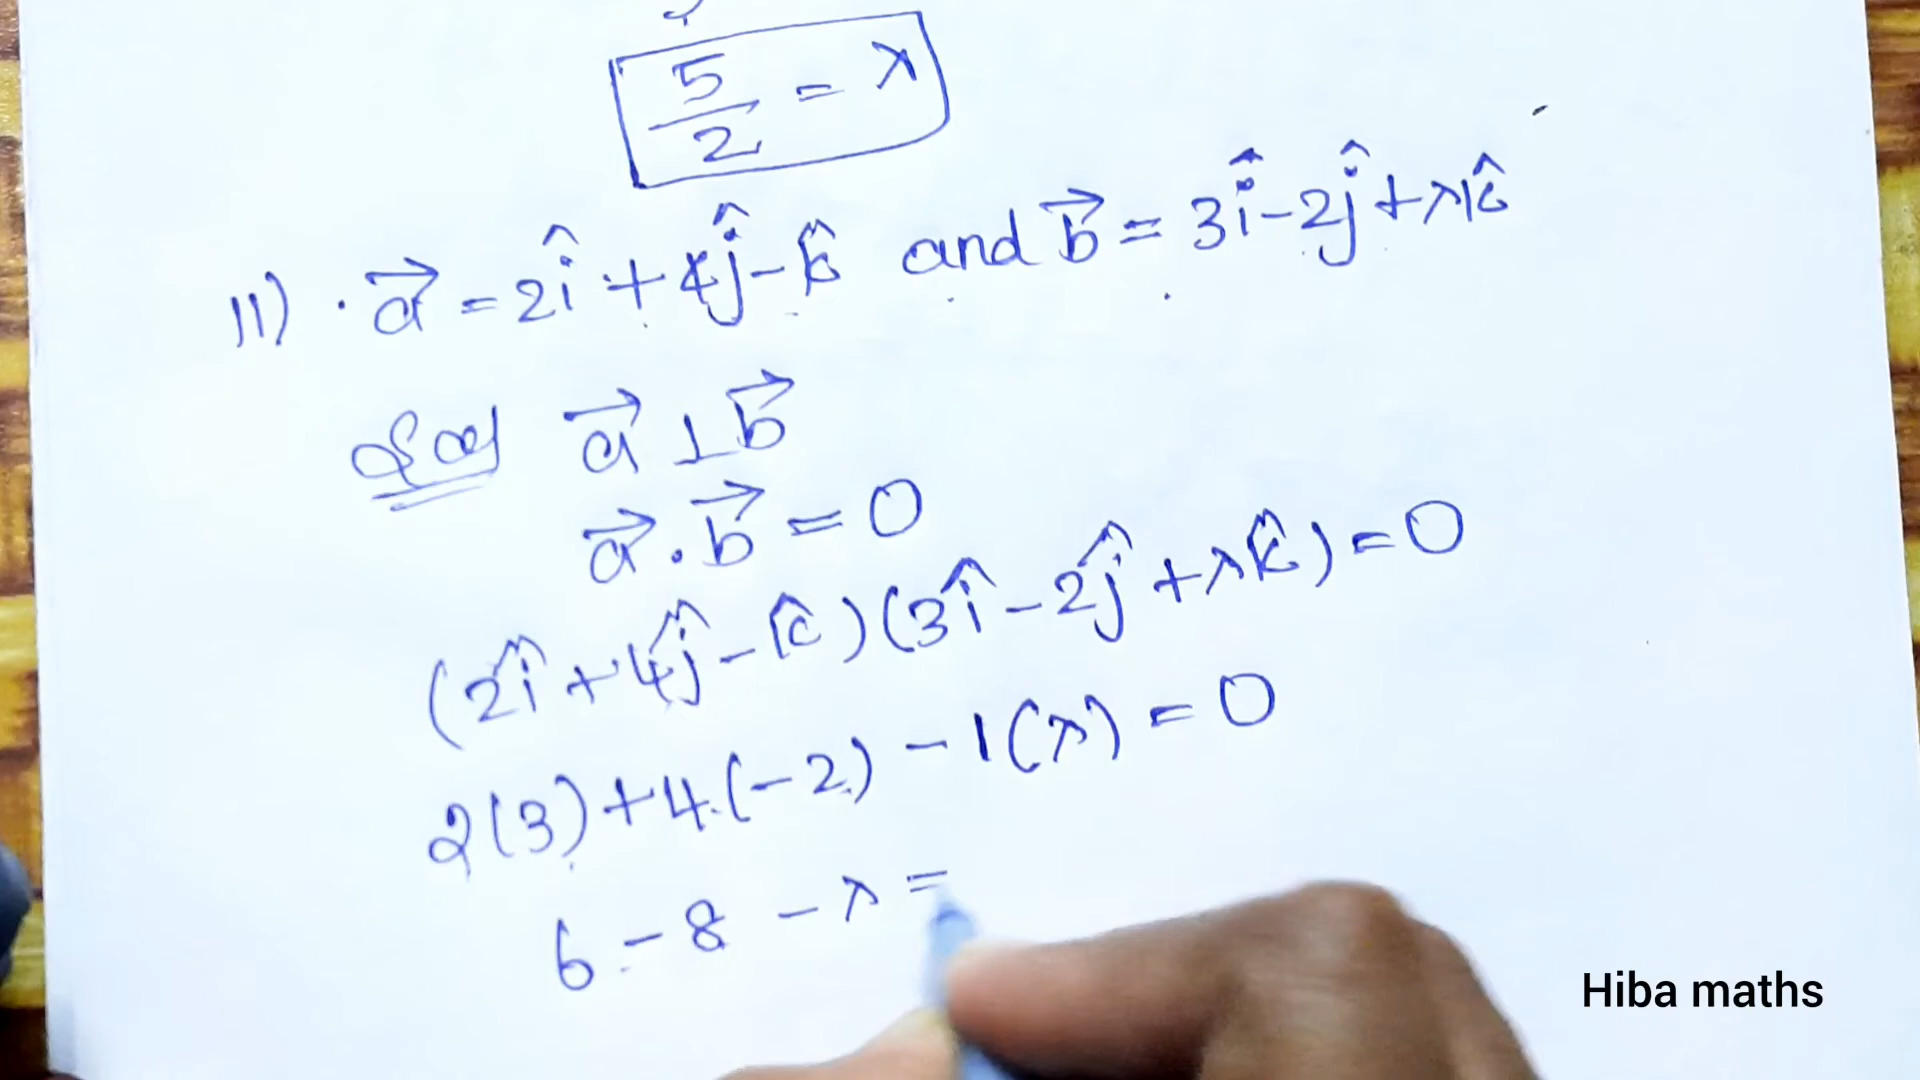 5/2 = λ
11) a⃗ = 2î + 4ĵ - k̂ and b⃗ = 3î - 2ĵ + λk̂
Sol a⃗ ⊥ b⃗
a⃗ . b⃗ = 0
(2î + 4ĵ - k̂)(3î - 2ĵ + λk̂) = 0
2(3) + 4.(-2) - 1(λ) = 0
6 - 8 - λ =
Hiba maths